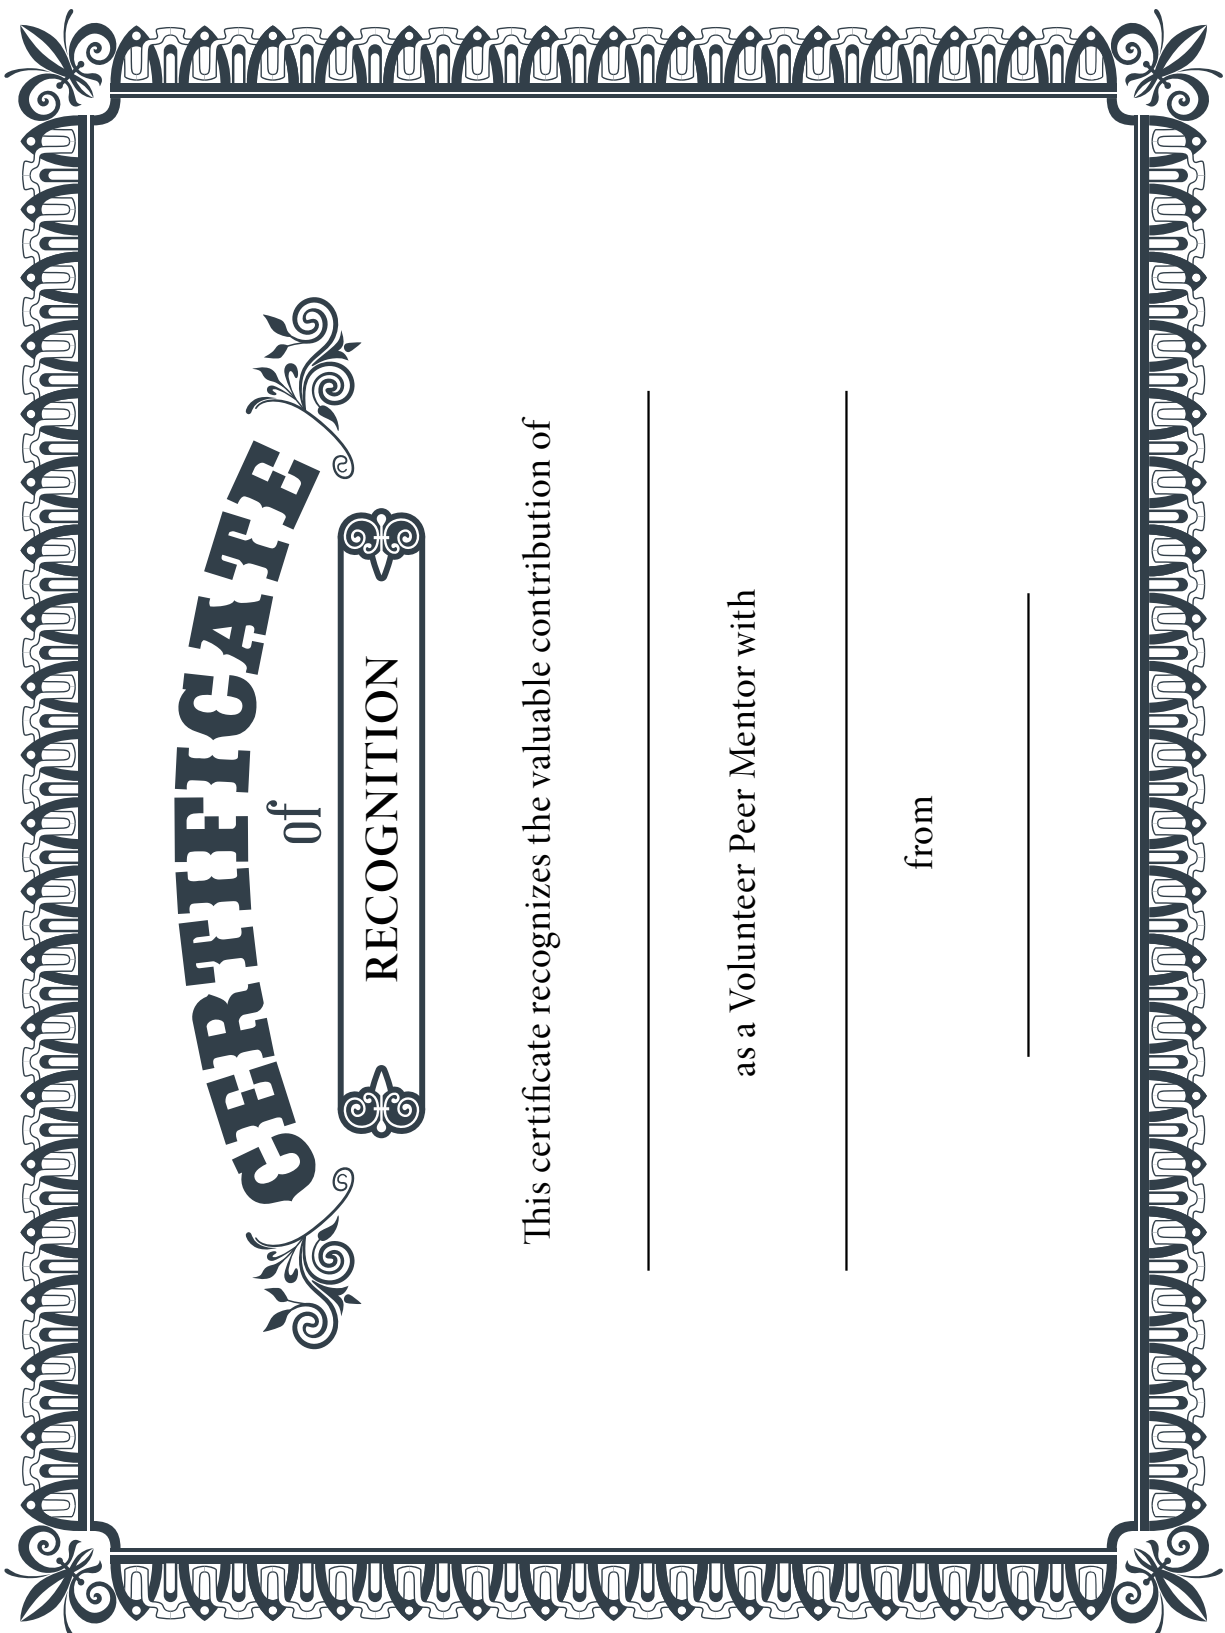 CERTIFICATE
of
RECOGNITION
This certificate recognizes the valuable contribution of
as a Volunteer Peer Mentor with
from